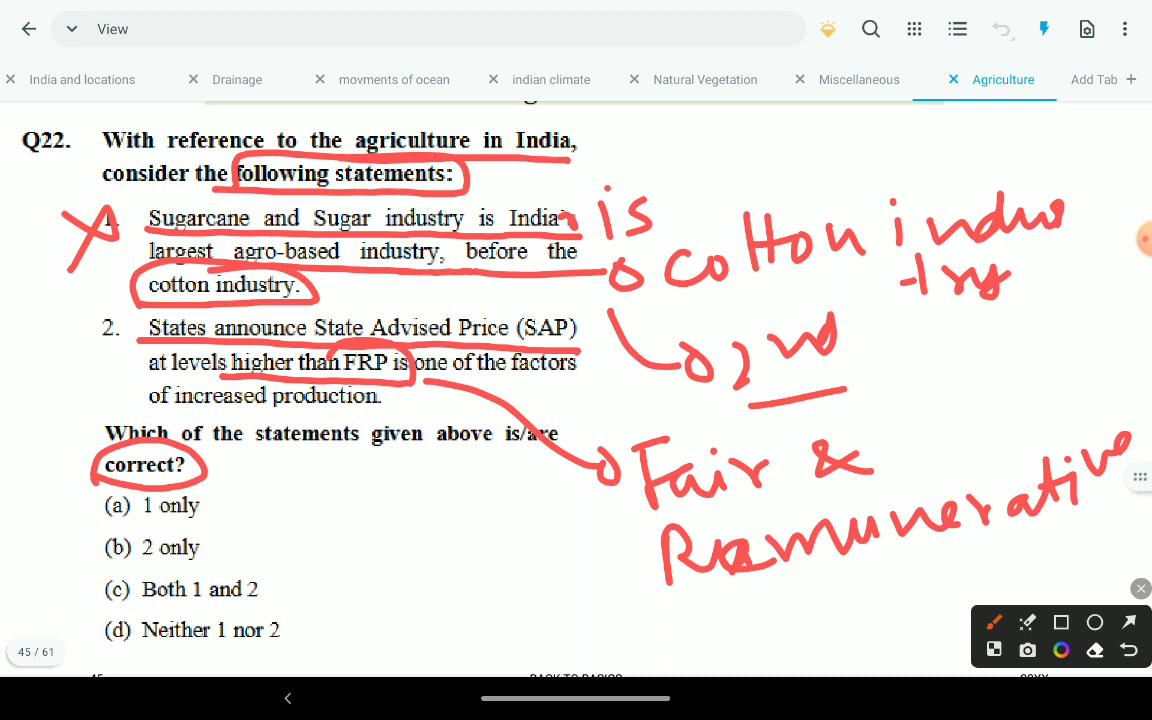 View
India and locations
Drainage
movments of ocean
indian climate
Natural Vegetation
Miscellaneous
Agriculture
Add Tab
Q22. With reference to the agriculture in India,
consider the following statements:
1. Sugarcane and Sugar industry is India's
largest agro-based industry, before the
cotton industry.
2. States announce State Advised Price (SAP)
at levels higher than FRP is one of the factors
of increased production.
Which of the statements given above is/are
correct?
(a) 1 only
(b) 2 only
(c) Both 1 and 2
(d) Neither 1 nor 2
is
Cotton indus
try
2nd
Fair &
Remunerative
45 / 61